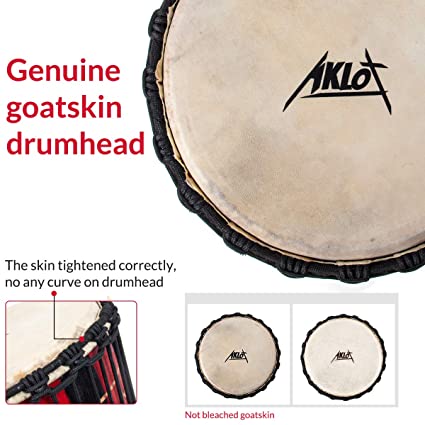 Genuine
goatskin
drumhead
AKLOT
The skin tightened correctly,
no any curve on drumhead
AKLOT
AKLOT
Not bleached goatskin